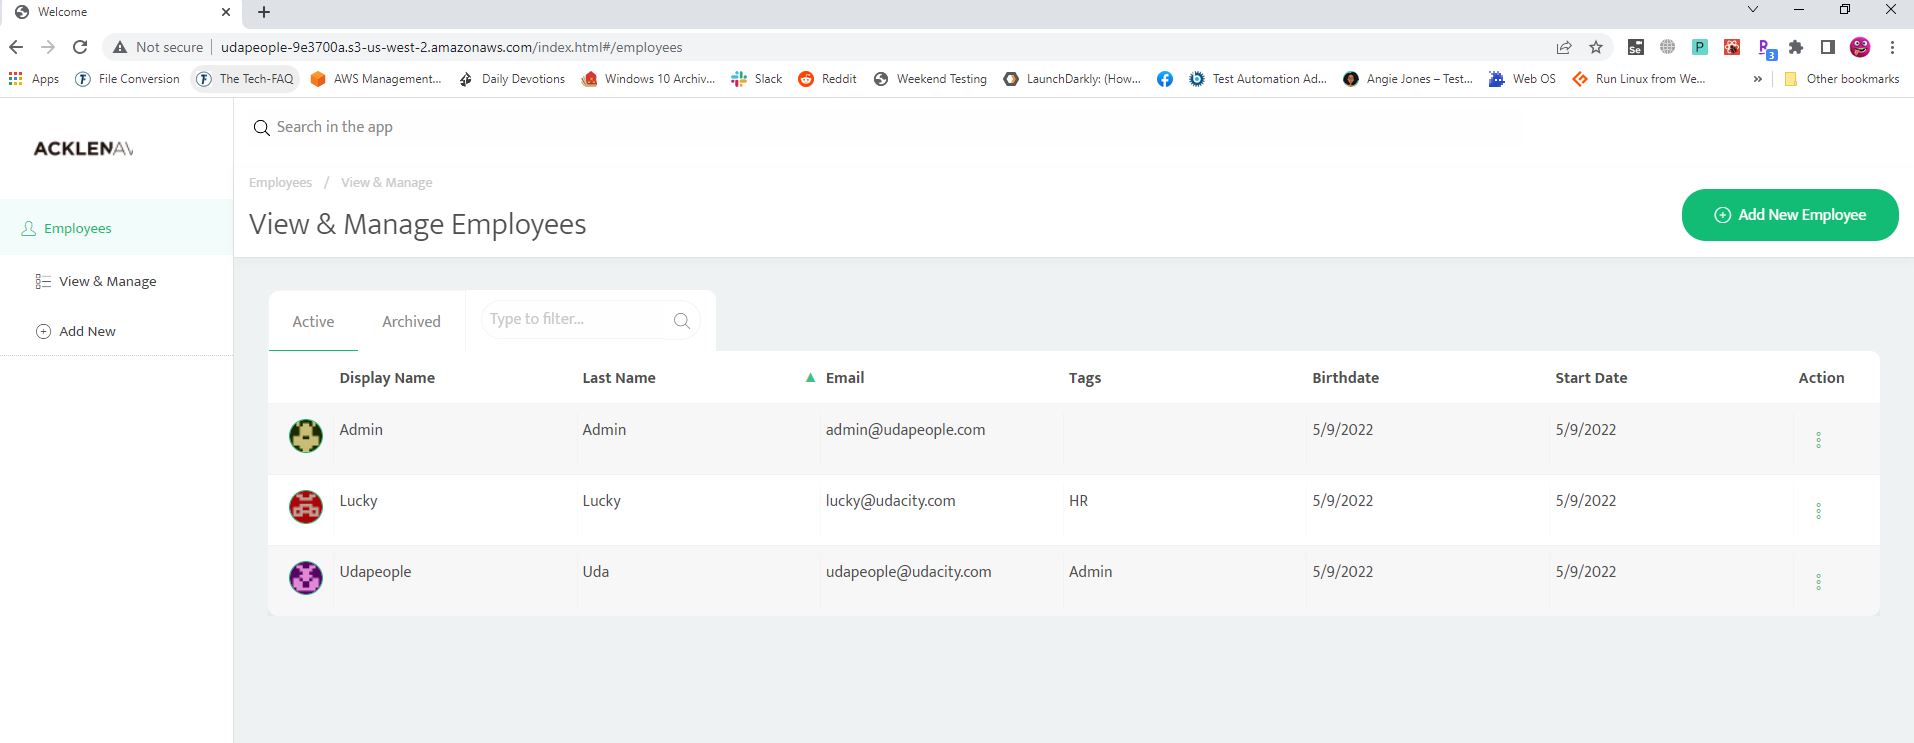 Welcome
Not secure udapeople-9e3700a.s3-us-west-2.amazonaws.com/index.html#/employees
3
Apps File Conversion The Tech-FAQ AWS Management... Daily Devotions Windows 10 Archiv... Slack Reddit Weekend Testing LaunchDarkly: (How... Test Automation Ad... Angie Jones – Test... Web OS Run Linux from We... » Other bookmarks
ACKLENAV
Search in the app
Employees / View & Manage
View & Manage Employees
Add New Employee
Employees
View & Manage
Add New
Active Archived Type to filter...
Display Name Last Name ▲ Email Tags Birthdate Start Date Action
Admin Admin admin@udapeople.com 5/9/2022 5/9/2022
Lucky Lucky lucky@udacity.com HR 5/9/2022 5/9/2022
Udapeople Uda udapeople@udacity.com Admin 5/9/2022 5/9/2022